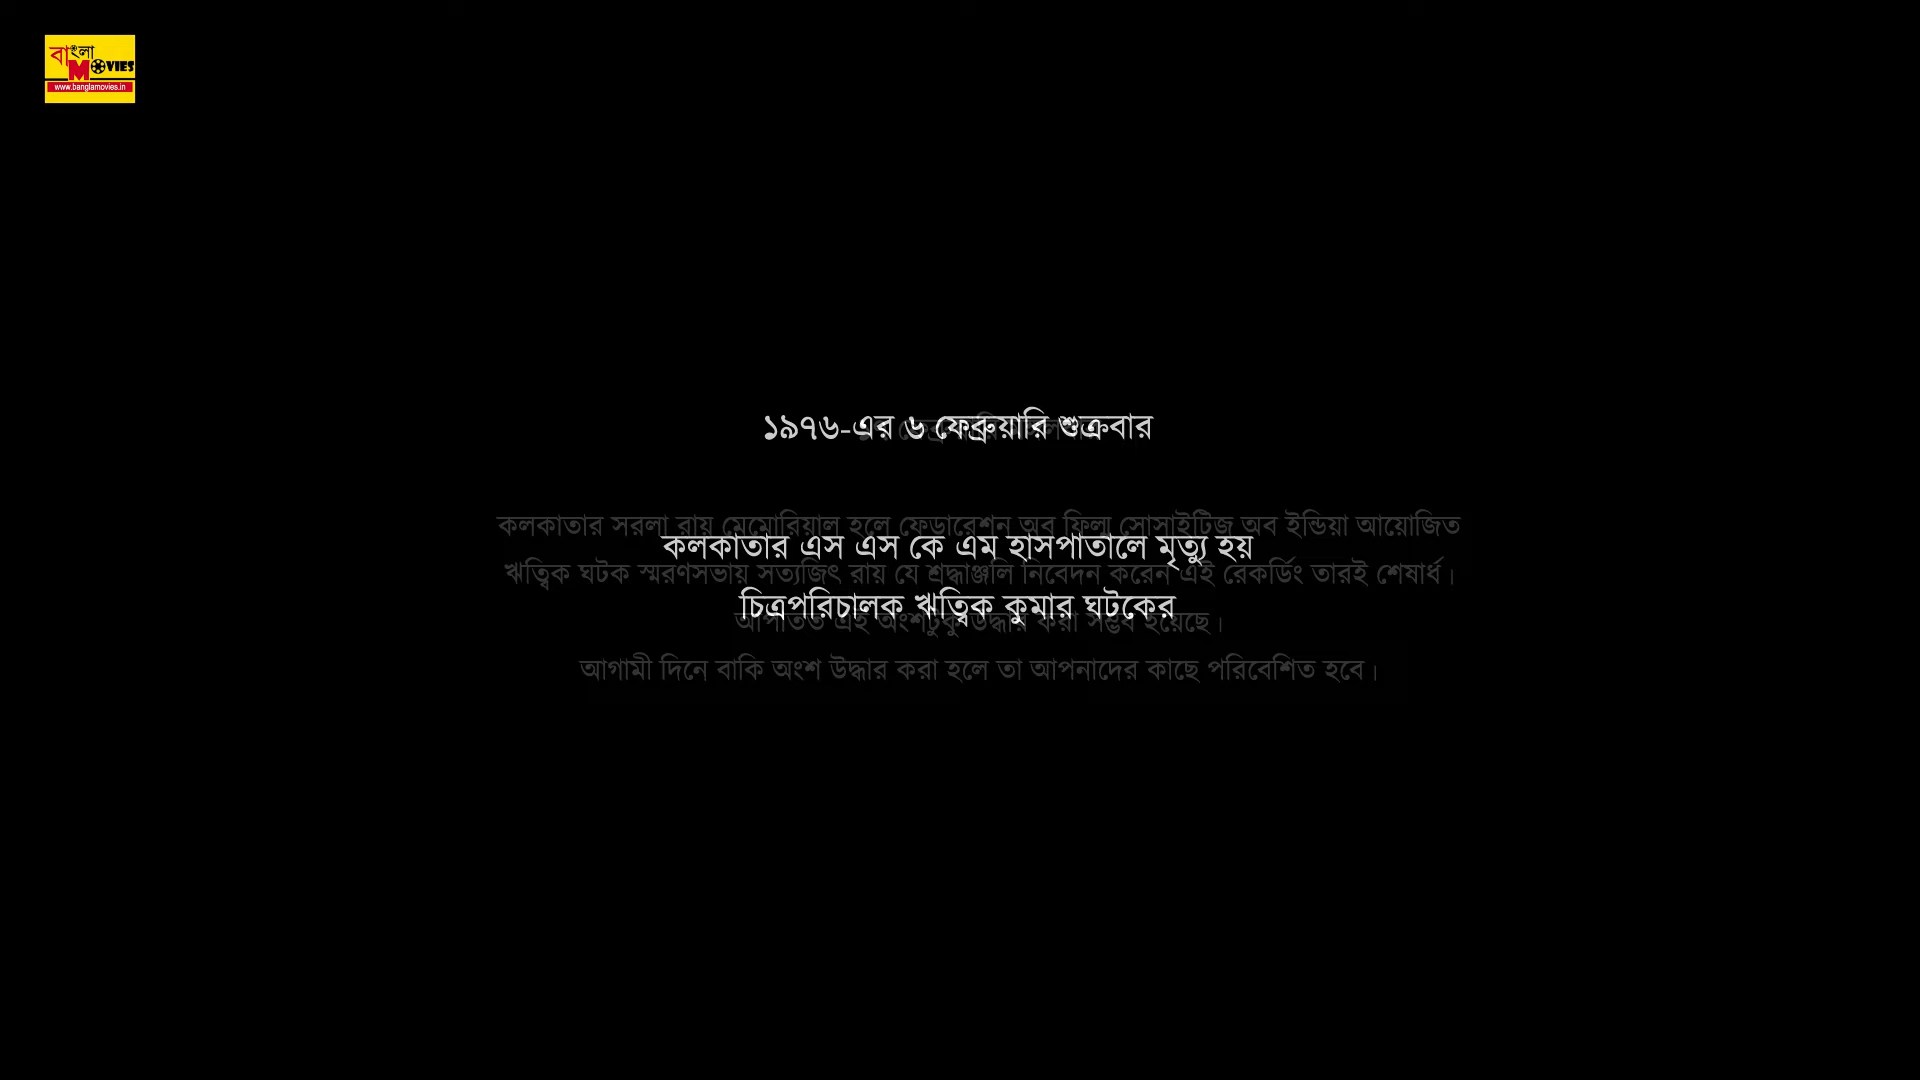 বাংলা
MOVIES
www.banglamovies.in
১৯৭৬-এর ৬ ফেব্রুয়ারি শুক্রবার
কলকাতার এস এস কে এম হাসপাতালে মৃত্যু হয়
চিত্রপরিচালক ঋত্বিক কুমার ঘটকের
কলকাতার সরলা রায় মেমোরিয়াল হলে ফেডারেশন অব ফিল্ম সোসাইটিজ অব ইন্ডিয়া আয়োজিত
ঋত্বিক ঘটক স্মরণসভায় সত্যজিৎ রায় যে শ্রদ্ধাঞ্জলি নিবেদন করেন এই রেকর্ডিং তারই শেষার্ধ।
আপাতত এই অংশটুকু উদ্ধার করা সম্ভব হয়েছে।
আগামী দিনে বাকি অংশ উদ্ধার করা হলে তা আপনাদের কাছে পরিবেশিত হবে।